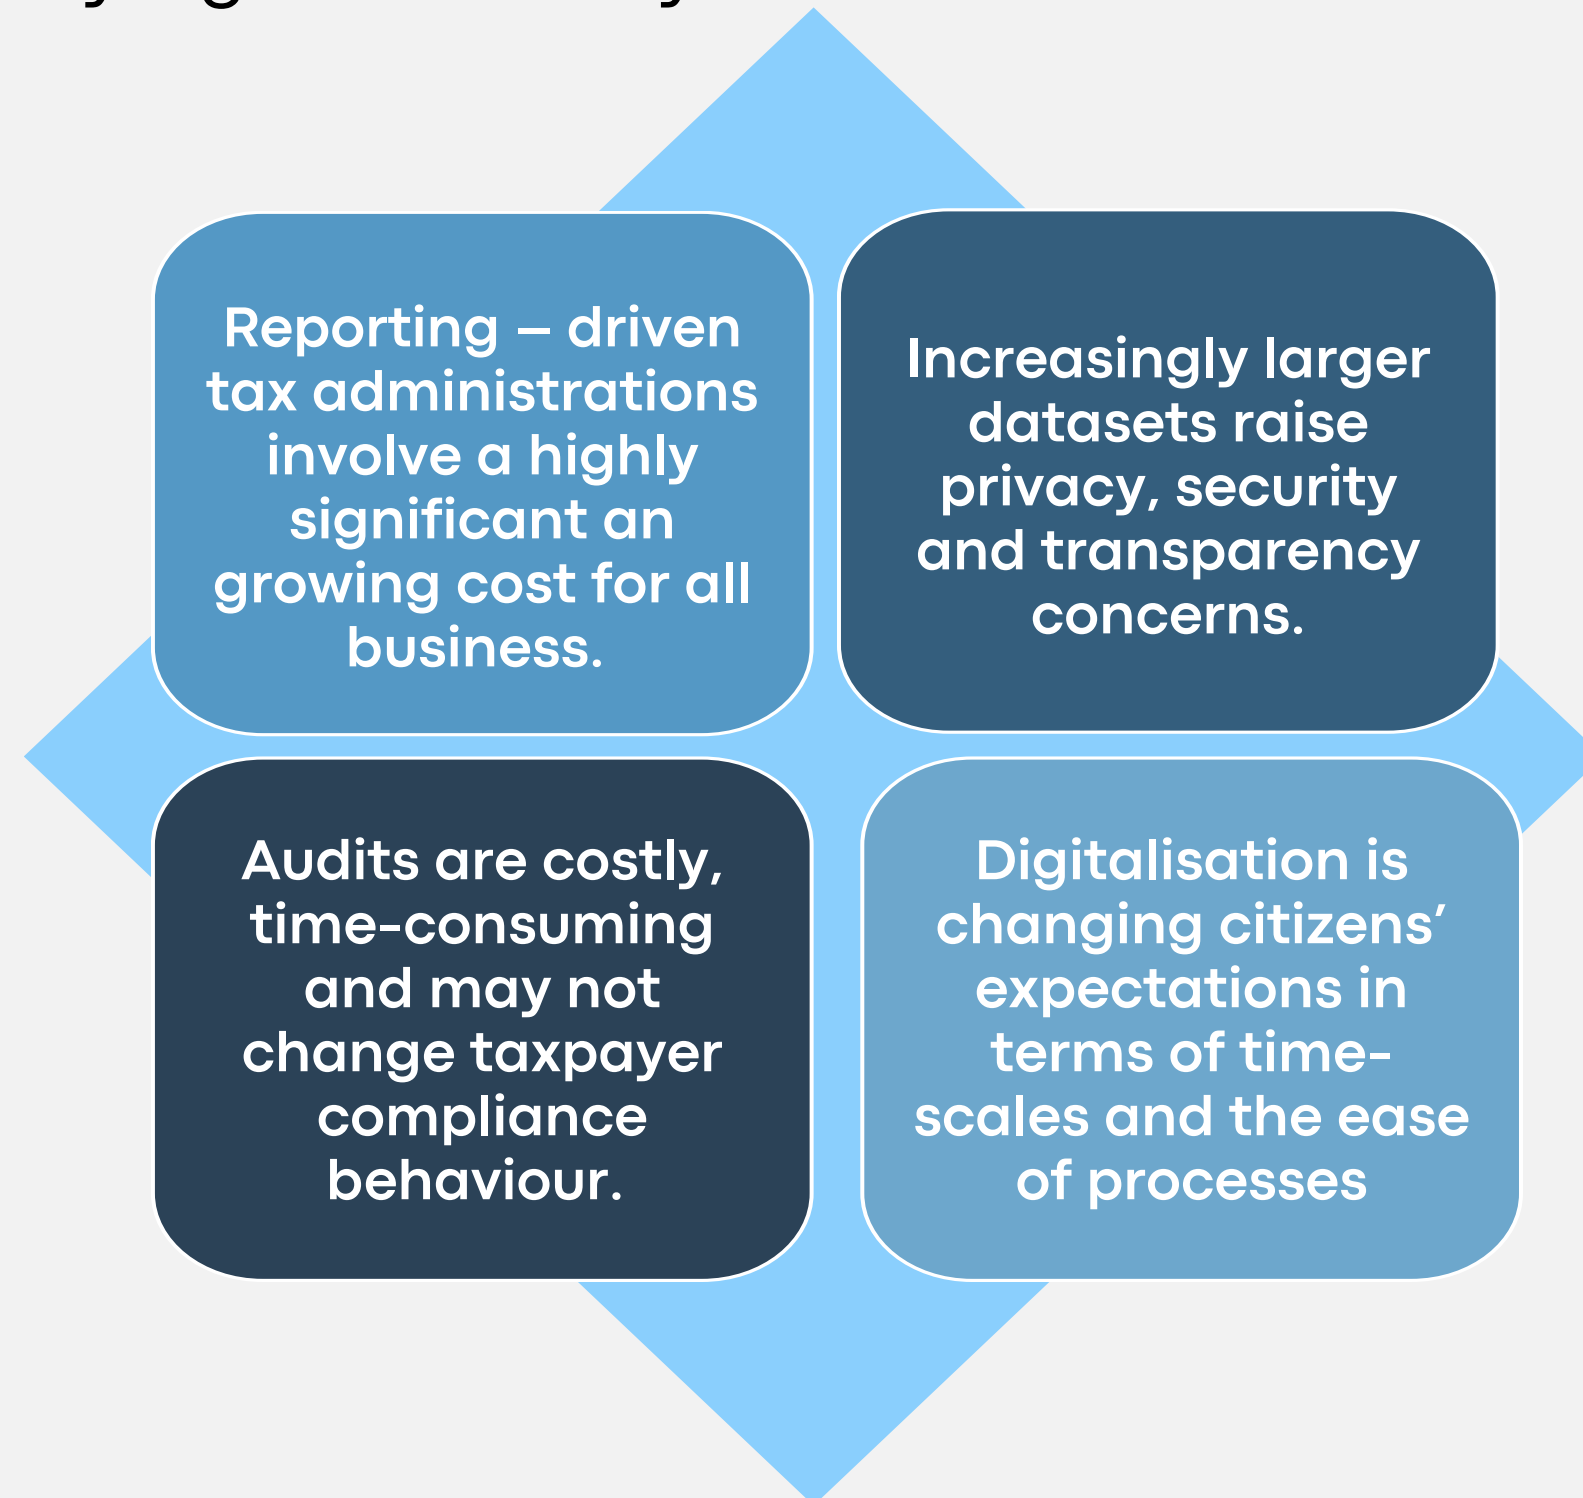 Reporting – driven
tax administrations
involve a highly
significant an
growing cost for all
business.
Increasingly larger
datasets raise
privacy, security
and transparency
concerns.
Audits are costly,
time-consuming
and may not
change taxpayer
compliance
behaviour.
Digitalisation is
changing citizens’
expectations in
terms of time-
scales and the ease
of processes